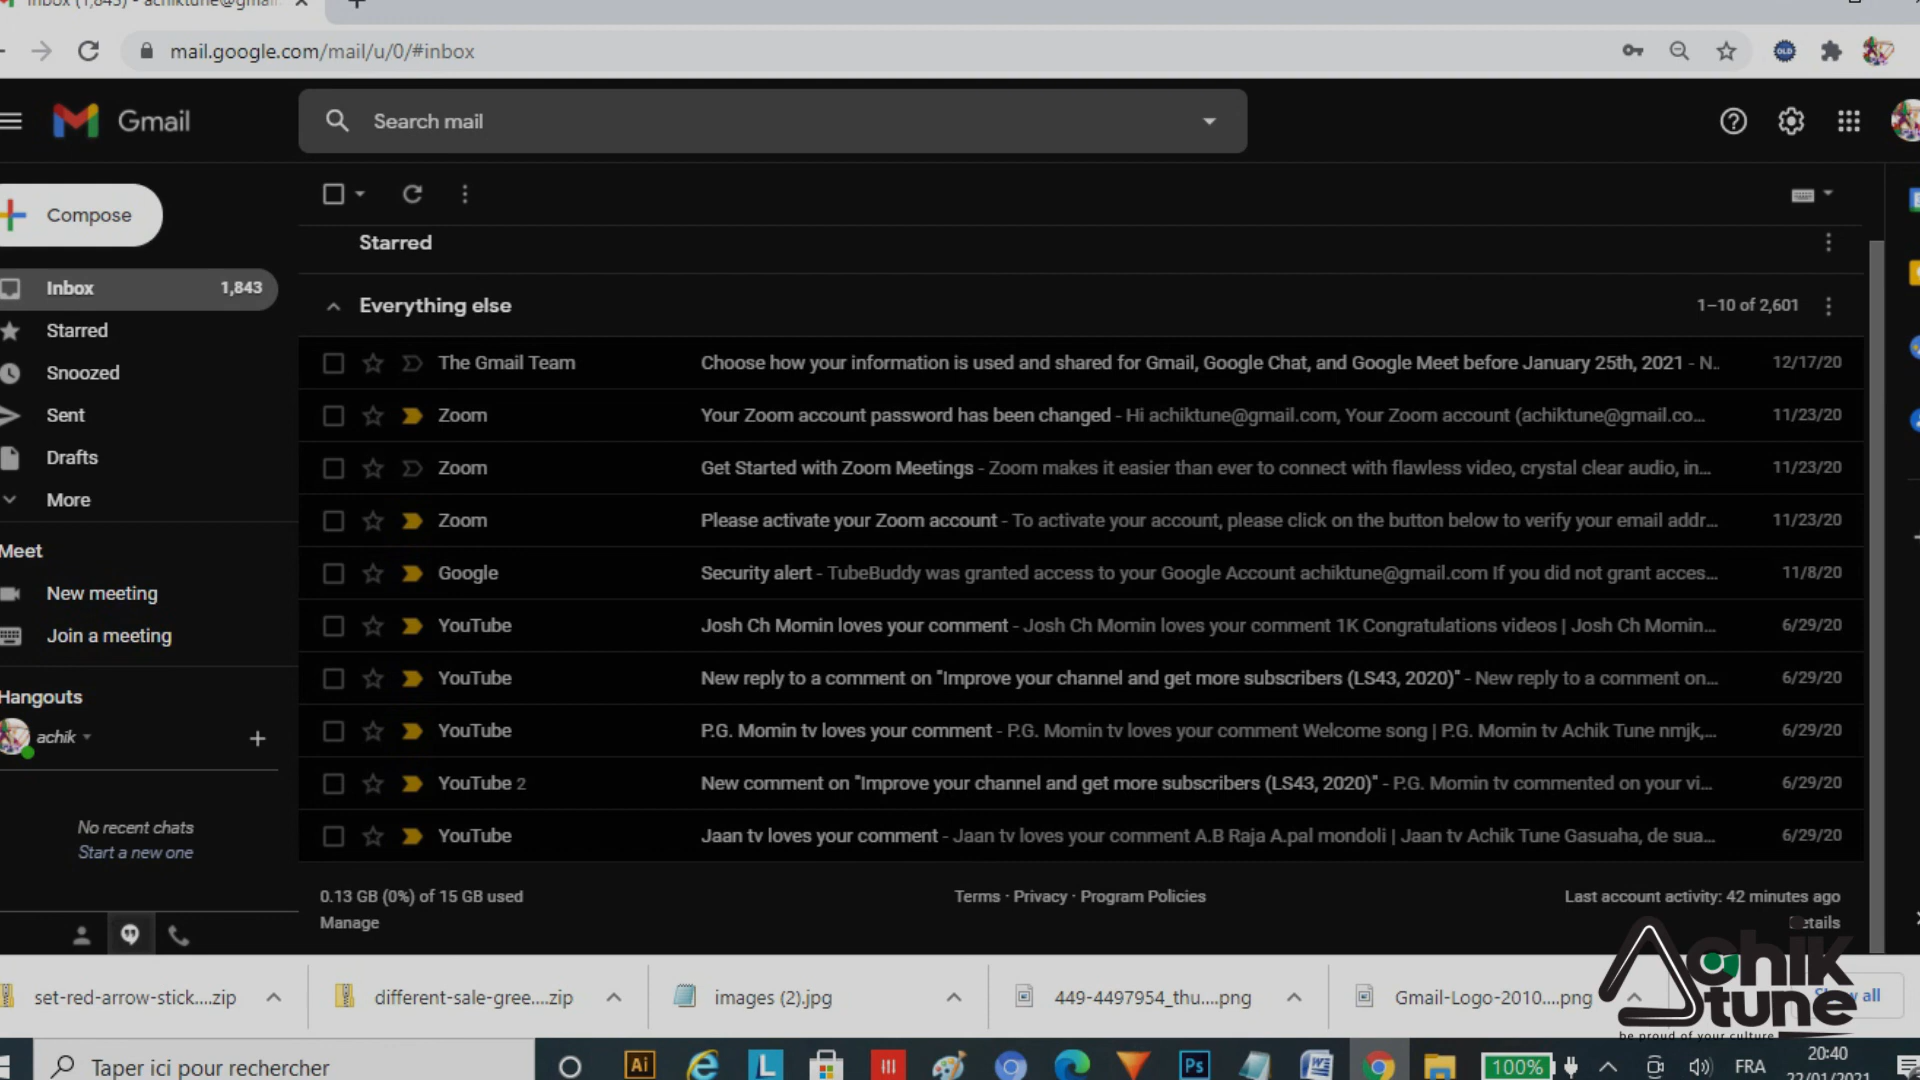 mail.google.com/mail/u/0/#inbox
Gmail
Search mail
Compose
Starred
Inbox 1,843
Everything else 1–10 of 2,601
Starred
The Gmail Team Choose how your information is used and shared for Gmail, Google Chat, and Google Meet before January 25th, 2021 - N.. 12/17/20
Snoozed
Zoom Your Zoom account password has been changed - Hi achiktune@gmail.com, Your Zoom account (achiktune@gmail.co... 11/23/20
Sent
Drafts
Zoom Get Started with Zoom Meetings - Zoom makes it easier than ever to connect with flawless video, crystal clear audio, in... 11/23/20
More
Zoom Please activate your Zoom account - To activate your account, please click on the button below to verify your email addr... 11/23/20
Meet
Google Security alert - TubeBuddy was granted access to your Google Account achiktune@gmail.com If you did not grant acces... 11/8/20
New meeting
YouTube Josh Ch Momin loves your comment - Josh Ch Momin loves your comment 1K Congratulations videos | Josh Ch Momin... 6/29/20
Join a meeting
YouTube New reply to a comment on "Improve your channel and get more subscribers (LS43, 2020)" - New reply to a comment on... 6/29/20
Hangouts
YouTube P.G. Momin tv loves your comment - P.G. Momin tv loves your comment Welcome song | P.G. Momin tv Achik Tune nmjk,... 6/29/20
achik
YouTube 2 New comment on "Improve your channel and get more subscribers (LS43, 2020)" - P.G. Momin tv commented on your vi... 6/29/20
No recent chats
YouTube Jaan tv loves your comment - Jaan tv loves your comment A.B Raja A.pal mondoli | Jaan tv Achik Tune Gasuaha, de sua... 6/29/20
Start a new one
0.13 GB (0%) of 15 GB used Terms · Privacy · Program Policies Last account activity: 42 minutes ago
Manage
Achik
tune
be proud of your culture
set-red-arrow-stick....zip different-sale-gree....zip images (2).jpg 449-4497954_thu....png Gmail-Logo-2010....png all
Taper ici pour rechercher Ai L Ps 100% FRA 20:40
22/01/2021